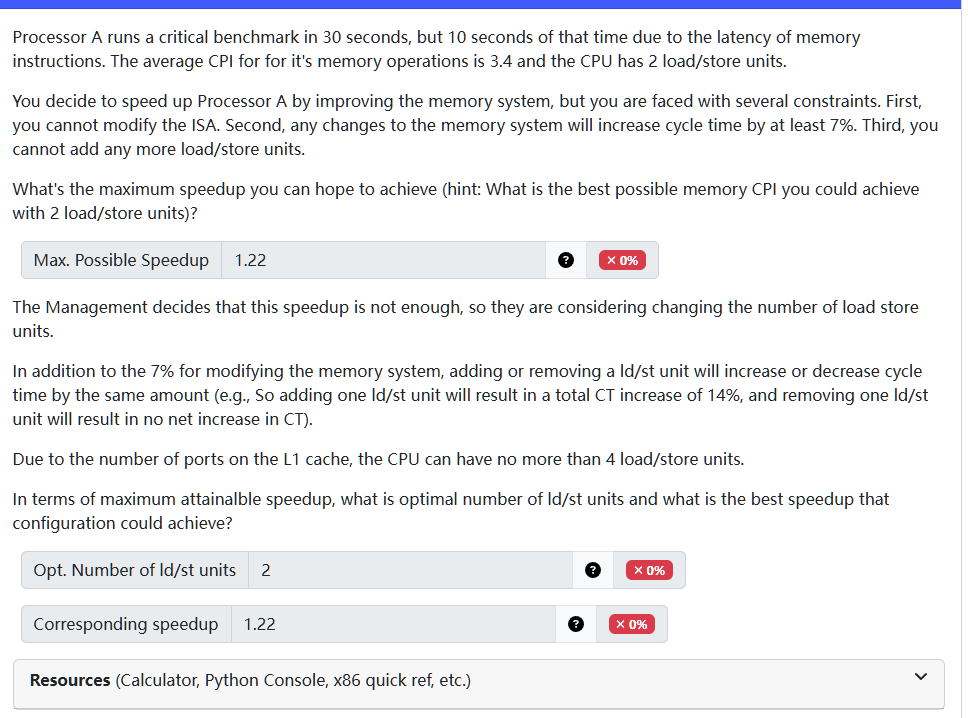 Processor A runs a critical benchmark in 30 seconds, but 10 seconds of that time due to the latency of memory
instructions. The average CPI for for it's memory operations is 3.4 and the CPU has 2 load/store units.
You decide to speed up Processor A by improving the memory system, but you are faced with several constraints. First,
you cannot modify the ISA. Second, any changes to the memory system will increase cycle time by at least 7%. Third, you
cannot add any more load/store units.
What's the maximum speedup you can hope to achieve (hint: What is the best possible memory CPI you could achieve
with 2 load/store units)?
Max. Possible Speedup 1.22 ? × 0%
The Management decides that this speedup is not enough, so they are considering changing the number of load store
units.
In addition to the 7% for modifying the memory system, adding or removing a ld/st unit will increase or decrease cycle
time by the same amount (e.g., So adding one ld/st unit will result in a total CT increase of 14%, and removing one ld/st
unit will result in no net increase in CT).
Due to the number of ports on the L1 cache, the CPU can have no more than 4 load/store units.
In terms of maximum attainalble speedup, what is optimal number of ld/st units and what is the best speedup that
configuration could achieve?
Opt. Number of ld/st units 2 ? × 0%
Corresponding speedup 1.22 ? × 0%
Resources (Calculator, Python Console, x86 quick ref, etc.)